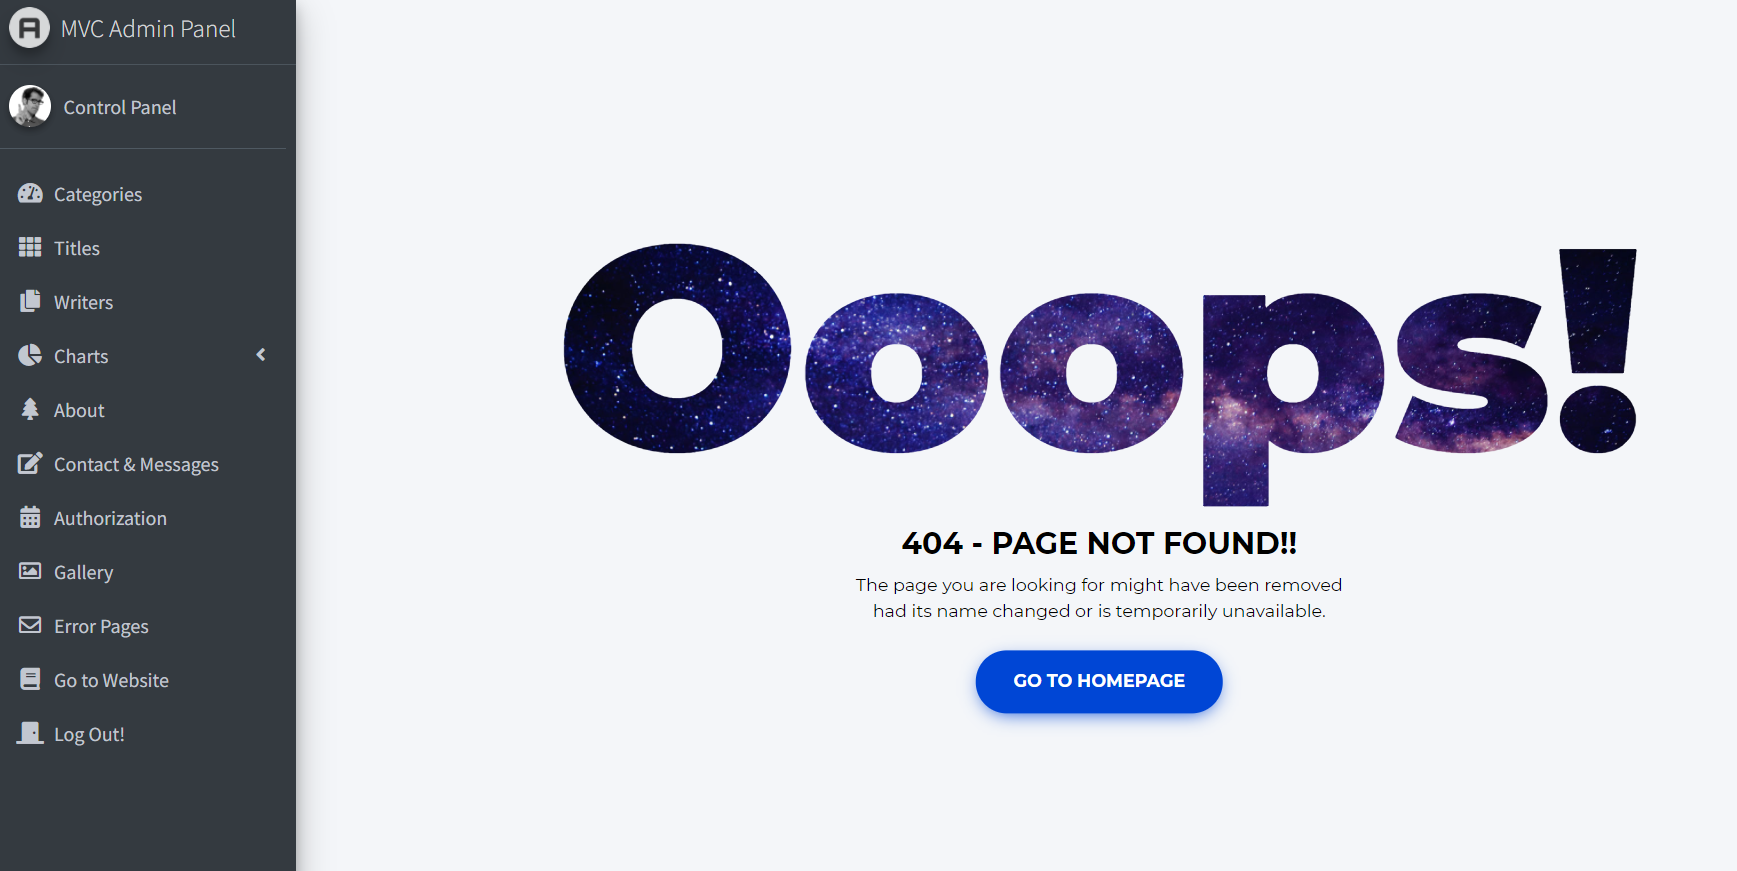 MVC Admin Panel
Control Panel
Categories
Titles
Writers
Charts
About
Contact & Messages
Authorization
Gallery
Error Pages
Go to Website
Log Out!
Ooops!
404 - PAGE NOT FOUND!!
The page you are looking for might have been removed
had its name changed or is temporarily unavailable.
GO TO HOMEPAGE